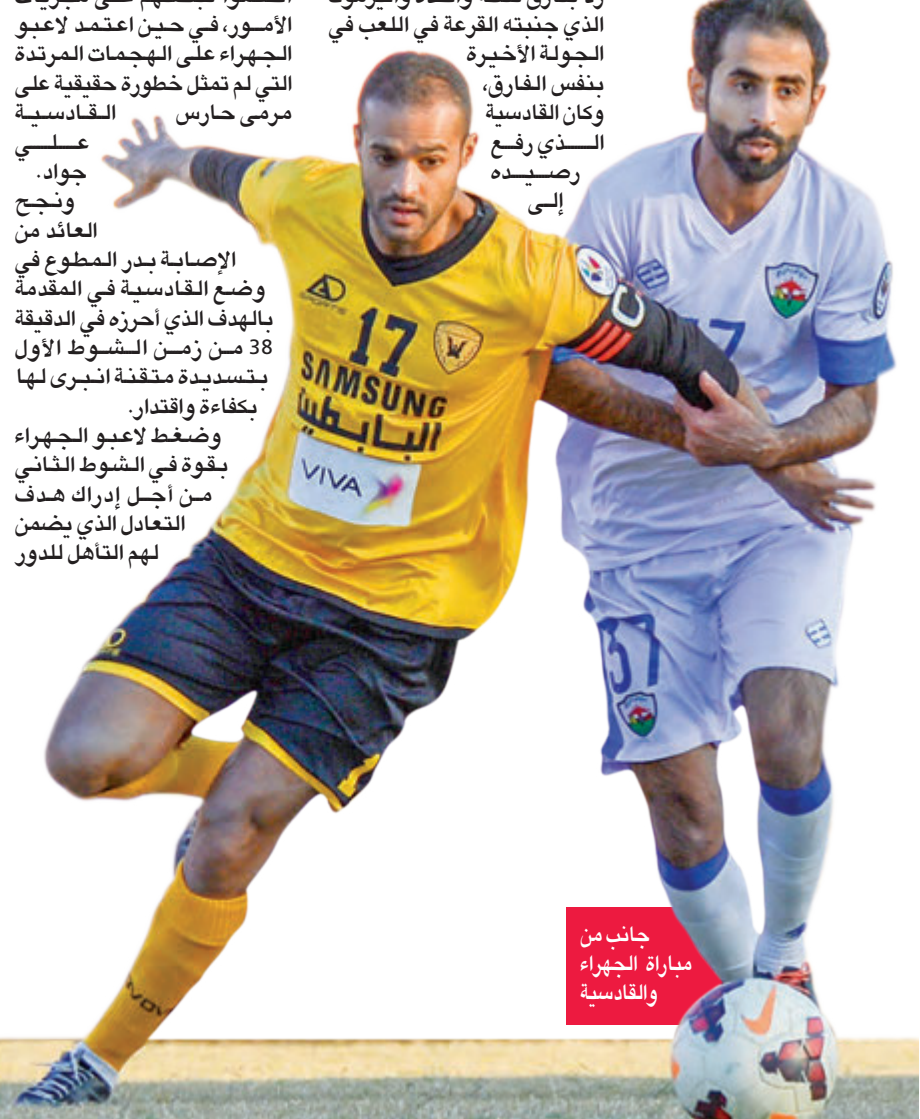 الذي جنبته القرعة في اللعب في
الجولة الأخيرة
بنفس الفارق،
وكان القادسية
الذي رفع
رصيده
إلى
الأمور، في حين اعتمد لاعبو
الجهراء على الهجمات المرتدة
التي لم تمثل خطورة حقيقية على
مرمى حارس القادسية
علي
جواد.
ونجح
العائد من
الإصابة بدر المطوع في
وضع القادسية في المقدمة
بالهدف الذي أحرزه في الدقيقة
38 من زمن الشوط الأول
بتسديدة متقنة انبرى لها
بكفاءة واقتدار.
وضغط لاعبو الجهراء
بقوة في الشوط الثاني
من أجل إدراك هدف
التعادل الذي يضمن
لهم التأهل للدور
17
SAMSUNG
البابطين
VIVA
C
37
جانب من
مباراة الجهراء
والقادسية